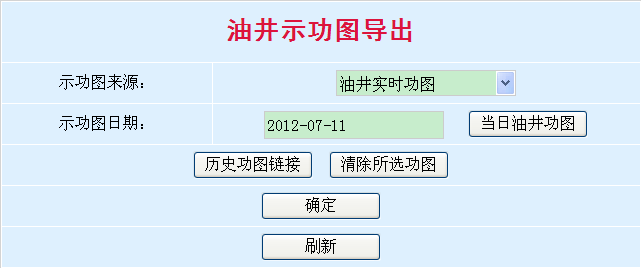 油井示功图导出
示功图来源： 油井实时功图
示功图日期： 2012-07-11 当日油井功图
历史功图链接 清除所选功图
确定
刷新